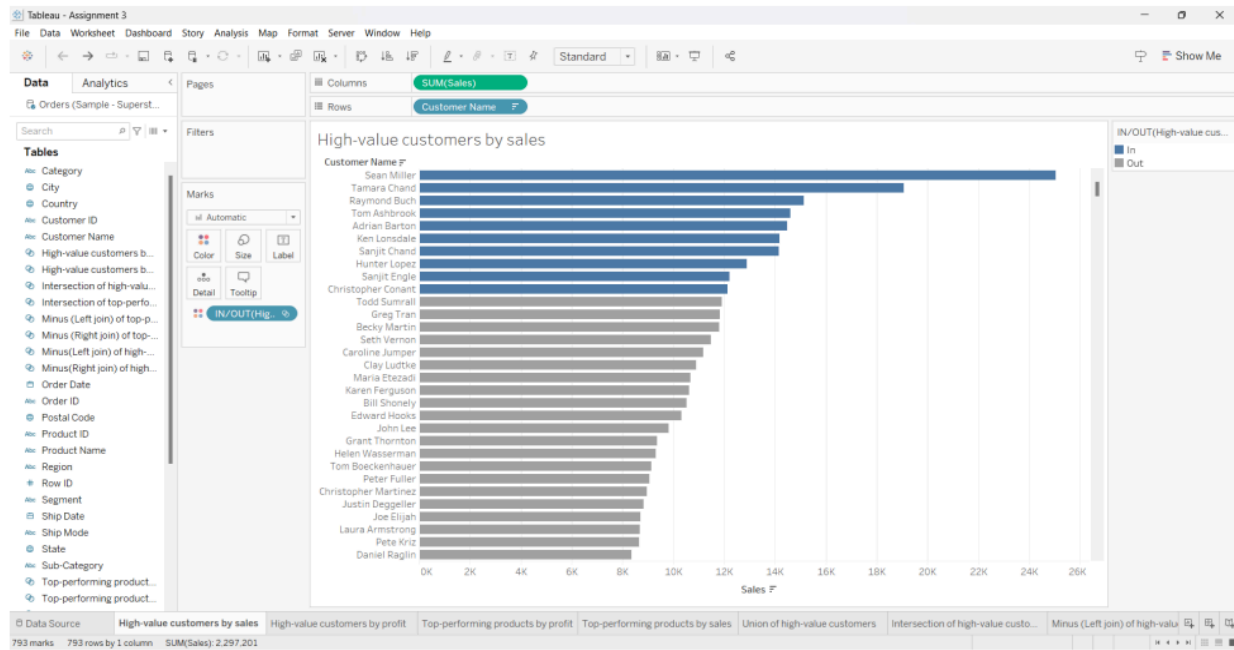 Tableau - Assignment 3
File Data Worksheet Dashboard Story Analysis Map Format Server Window Help
Standard
Show Me
Data Analytics
Orders (Sample - Superst...
Search
Tables
Abc Category
City
Country
Abc Customer ID
Abc Customer Name
High-value customers b...
High-value customers b...
Intersection of high-valu...
Intersection of top-perfo...
Minus (Left join) of top-p...
Minus (Right join) of top-...
Minus(Left join) of high-...
Minus(Right join) of high...
Order Date
Abc Order ID
Postal Code
Abc Product ID
Abc Product Name
Abc Region
# Row ID
Abc Segment
Ship Date
Abc Ship Mode
State
Abc Sub-Category
Top-performing product...
Top-performing product...
Pages
Filters
Marks
Automatic
Color Size Label
Detail Tooltip
IN/OUT(Hig..
Columns SUM(Sales)
Rows Customer Name
High-value customers by sales
Customer Name
Sean Miller
Tamara Chand
Raymond Buch
Tom Ashbrook
Adrian Barton
Ken Lonsdale
Sanjit Chand
Hunter Lopez
Sanjit Engle
Christopher Conant
Todd Sumrall
Greg Tran
Becky Martin
Seth Vernon
Caroline Jumper
Clay Ludtke
Maria Etezadi
Karen Ferguson
Bill Shonely
Edward Hooks
John Lee
Grant Thornton
Helen Wasserman
Tom Boeckenhauer
Peter Fuller
Christopher Martinez
Justin Deggeller
Joe Elijah
Laura Armstrong
Pete Kriz
Daniel Raglin
0K 2K 4K 6K 8K 10K 12K 14K 16K 18K 20K 22K 24K 26K
Sales
IN/OUT(High-value cus...
In
Out
Data Source High-value customers by sales High-value customers by profit Top-performing products by profit Top-performing products by sales Union of high-value customers Intersection of high-value custo... Minus (Left join) of high-valu
793 marks 793 rows by 1 column SUM(Sales): 2,297,201